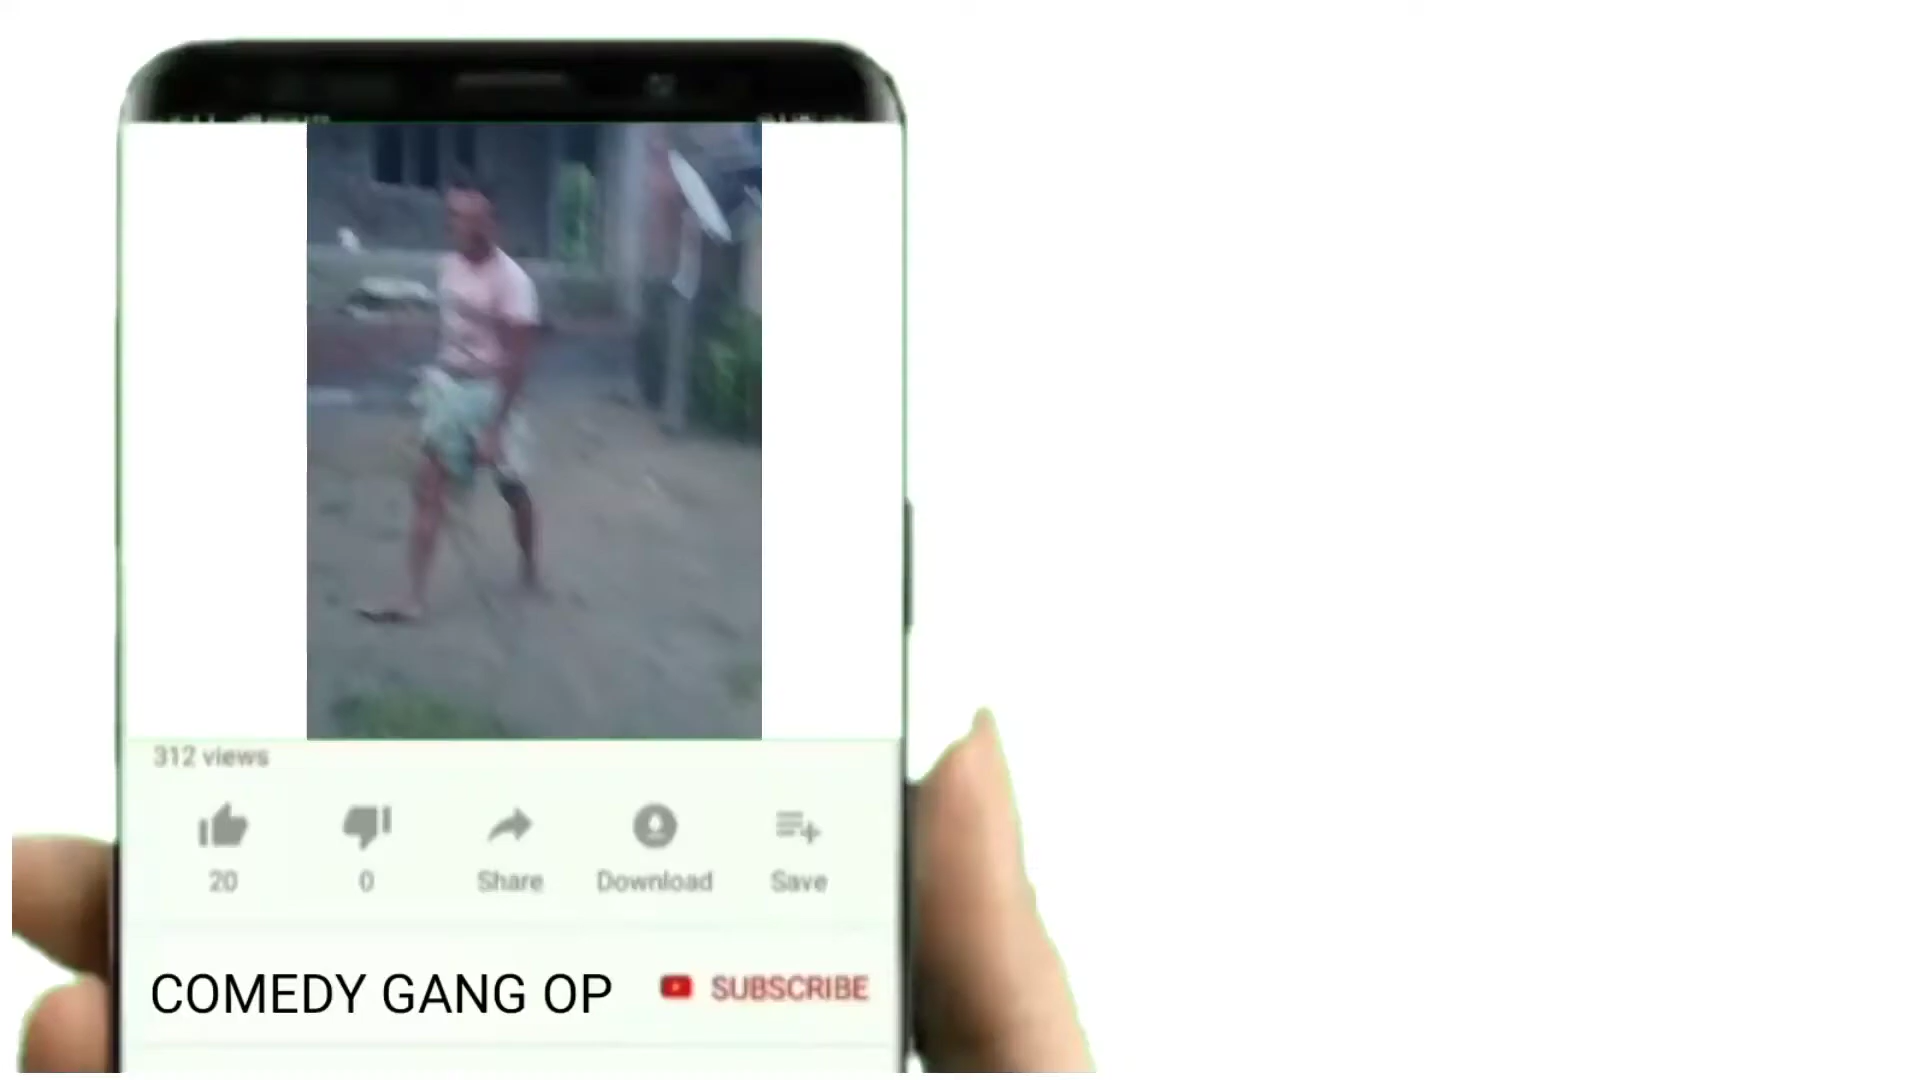 312 views
20
0
Share
Download
Save
COMEDY GANG OP
SUBSCRIBE